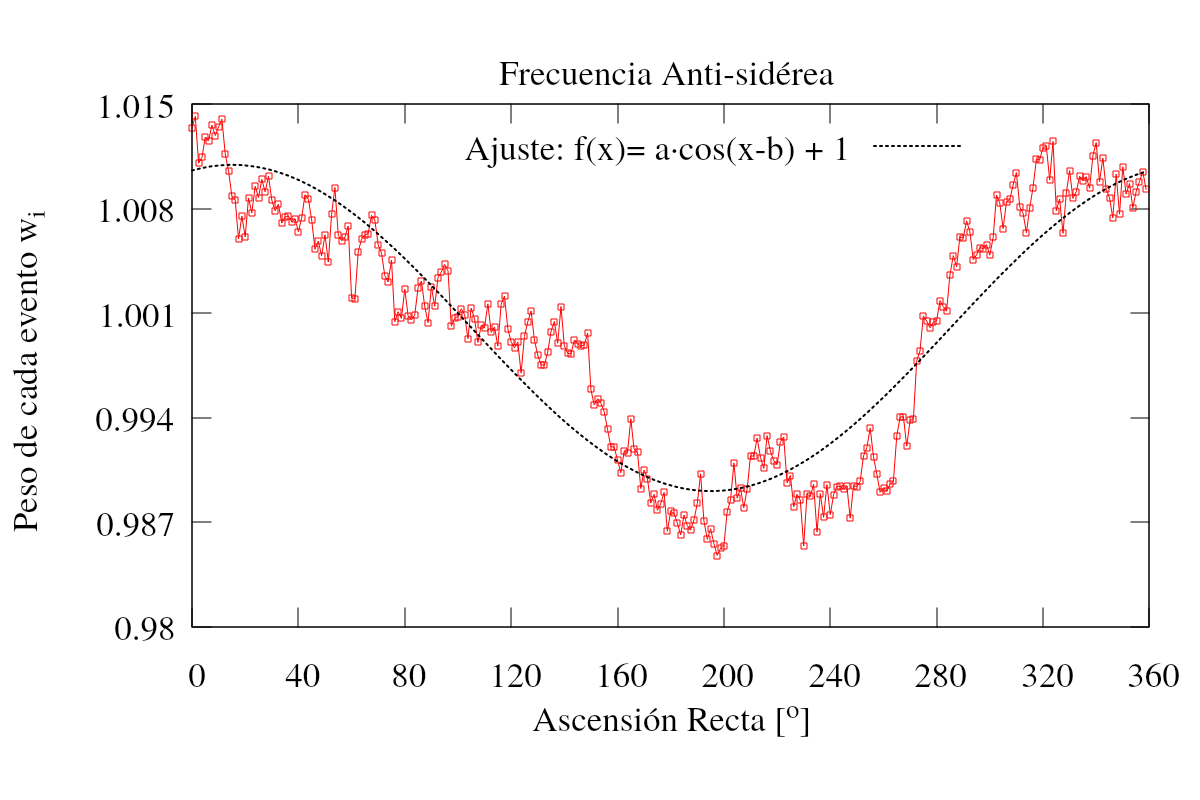 Frecuencia Anti-sidérea
Ajuste: f(x)= a·cos(x-b) + 1
Peso de cada evento wi
1.015
1.008
1.001
0.994
0.987
0.98
0 40 80 120 160 200 240 280 320 360
Ascensión Recta [º]